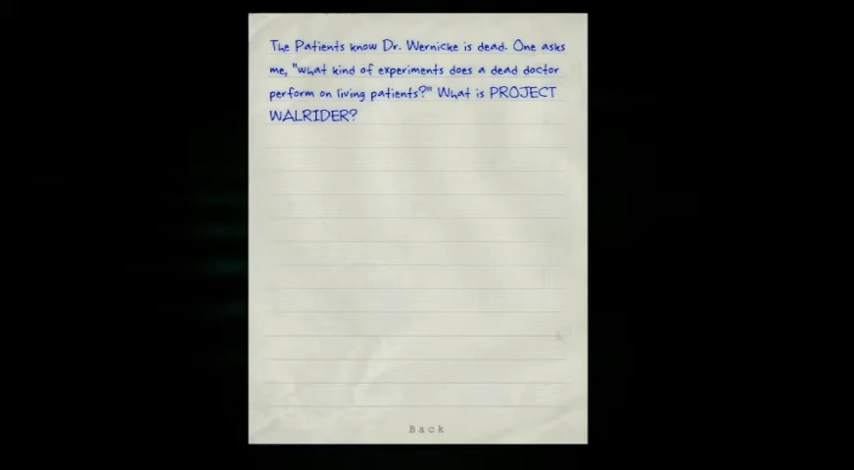 The Patients know Dr. Wernicke is dead. One asks
me, "what kind of experiments does a dead doctor
perform on living patients?" What is PROJECT
WALRIDER?
Back